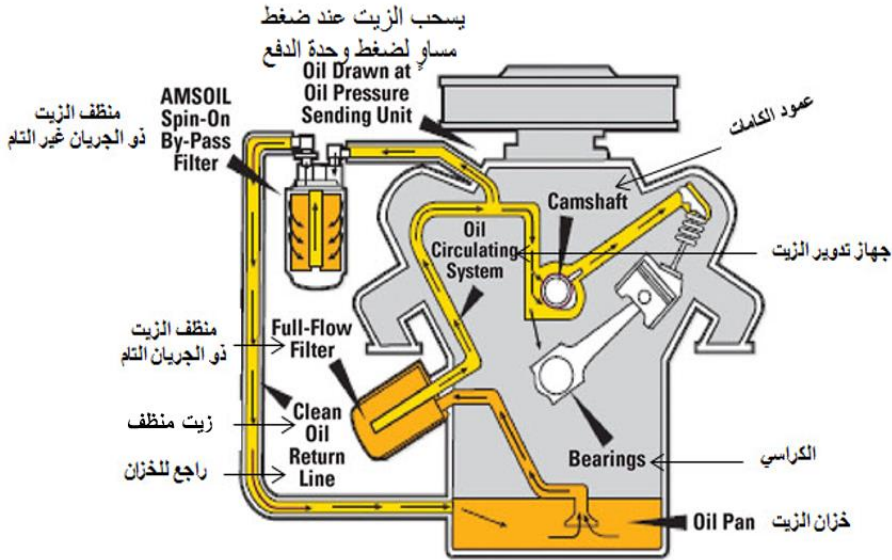 يسحب الزيت عند ضغط
مساوٍ لضغط وحدة الدفع
Oil Drawn at
Oil Pressure
Sending Unit
منظف الزيت
ذو الجريان غير التام
AMSOIL
Spin-On
By-Pass
Filter
عمود الكامات
Camshaft
Oil
Circulating
System
جهاز تدوير الزيت
منظف الزيت
ذو الجريان التام
Full-Flow
Filter
زيت منظف
راجع للخزان
Clean
Oil
Return
Line
Bearings
الكراسي
Oil Pan
خزان الزيت